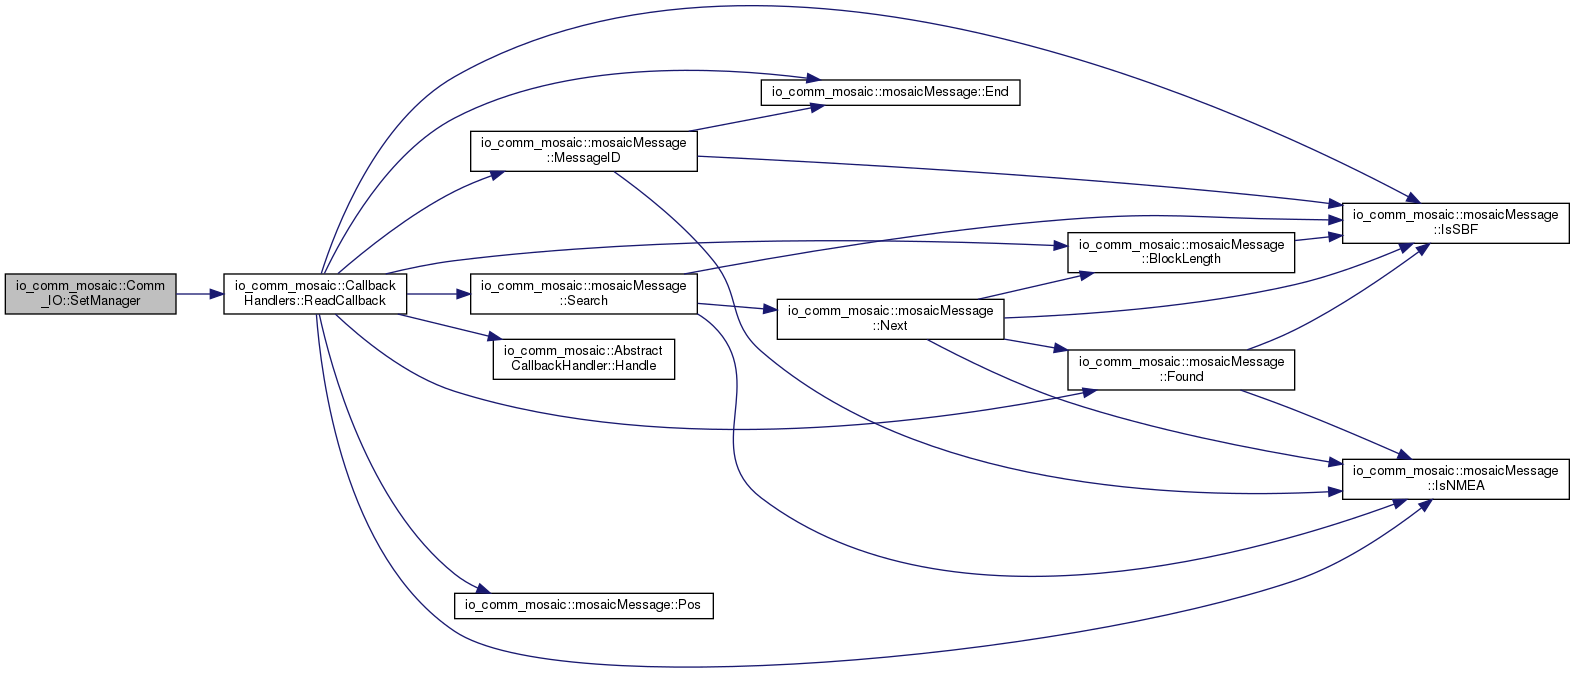 io_comm_mosaic::Comm
_IO::SetManager
io_comm_mosaic::Callback
Handlers::ReadCallback
io_comm_mosaic::mosaicMessage::End
io_comm_mosaic::mosaicMessage
::MessageID
io_comm_mosaic::mosaicMessage
::IsSBF
io_comm_mosaic::mosaicMessage
::BlockLength
io_comm_mosaic::mosaicMessage
::Search
io_comm_mosaic::mosaicMessage
::Next
io_comm_mosaic::Abstract
CallbackHandler::Handle
io_comm_mosaic::mosaicMessage
::Found
io_comm_mosaic::mosaicMessage
::IsNMEA
io_comm_mosaic::mosaicMessage::Pos